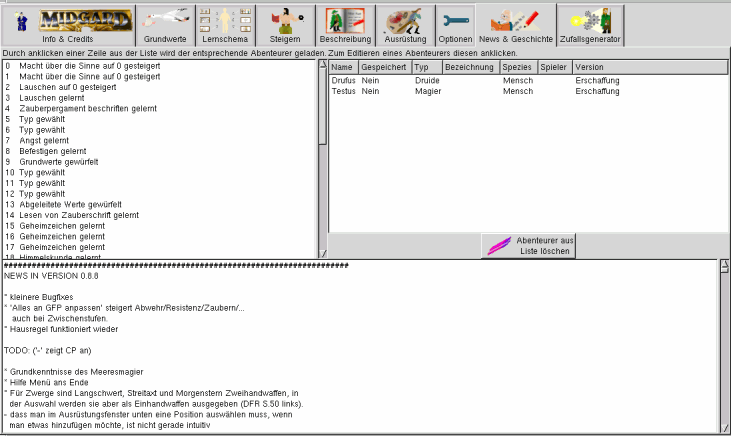 MIDGARD
Info & Credits
Grundwerte
Lernschema
Steigern
Beschreibung
Ausrüstung
Optionen
News & Geschichte
Zufallsgenerator
Durch anklicken einer Zeile aus der Liste wird der entsprechende Abenteurer geladen. Zum Editieren eines Abenteurers diesen anklicken.
0 Macht über die Sinne auf 0 gesteigert
1 Macht über die Sinne auf 0 gesteigert
2 Lauschen auf 0 gesteigert
3 Lauschen gelernt
4 Zauberpergament beschriften gelernt
5 Typ gewählt
6 Typ gewählt
7 Angst gelernt
8 Befestigen gelernt
9 Grundwerte gewürfelt
10 Typ gewählt
11 Typ gewählt
12 Typ gewählt
13 Abgeleitete Werte gewürfelt
14 Lesen von Zauberschrift gelernt
15 Geheimzeichen gelernt
16 Geheimzeichen gelernt
17 Geheimzeichen gelernt
18 Himmelskunde gelernt
Name Gespeichert Typ Bezeichnung Spezies Spieler Version
Drufus Nein Druide Mensch Erschaffung
Testus Nein Magier Mensch Erschaffung
Abenteurer aus
Liste löschen
##########################################################################
NEWS IN VERSION 0.8.8
* kleinere Bugfixes
* 'Alles an GFP anpassen' steigert Abwehr/Resistenz/Zaubern/...
auch bei Zwischenstufen.
* Hausregel funktioniert wieder
TODO: ('-' zeigt CP an)
* Grundkenntnisse des Meeresmagier
* Hilfe Menü ans Ende
* Für Zwerge sind Langschwert, Streitaxt und Morgenstern Zweihandwaffen, in
der Auswahl werden sie aber als Einhandwaffen ausgegeben (DFR S.50 links).
- dass man im Ausrüstungsfenster unten eine Position auswählen muss, wenn
man etwas hinzufügen möchte, ist nicht gerade intuitiv